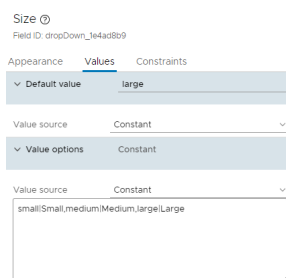 Size
Field ID: dropDown_1e4ad8b9
Appearance Values Constraints
Default value large
Value source Constant
Value options Constant
Value source Constant
small|Small,medium|Medium,large|Large